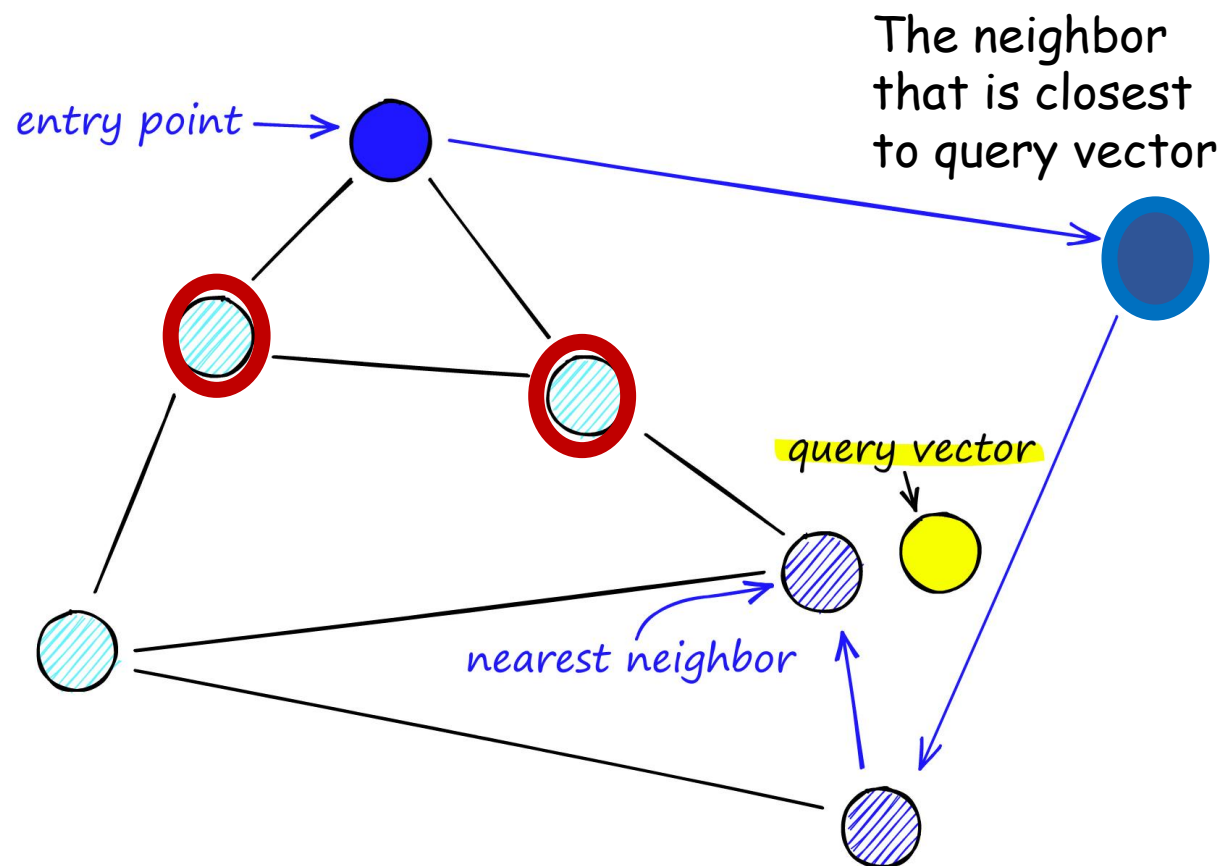 The neighbor
that is closest
to query vector
entry point
query vector
nearest neighbor